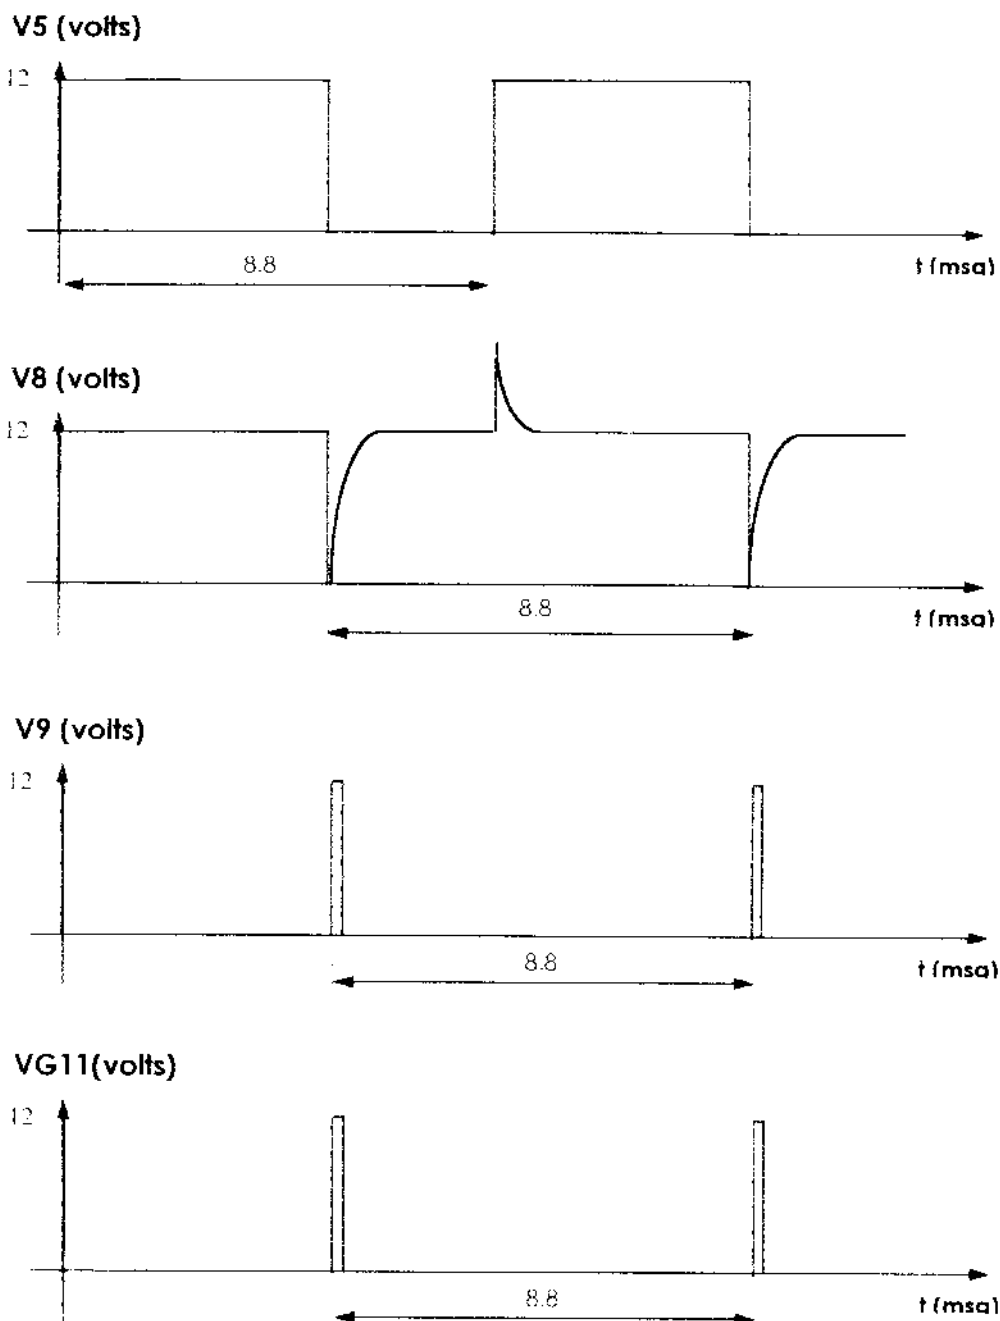 V5 (volts)
12
8.8
t (msg)
V8 (volts)
12
8.8
t (msg)
V9 (volts)
12
8.8
t (msg)
VG11(volts)
12
8.8
t (msg)